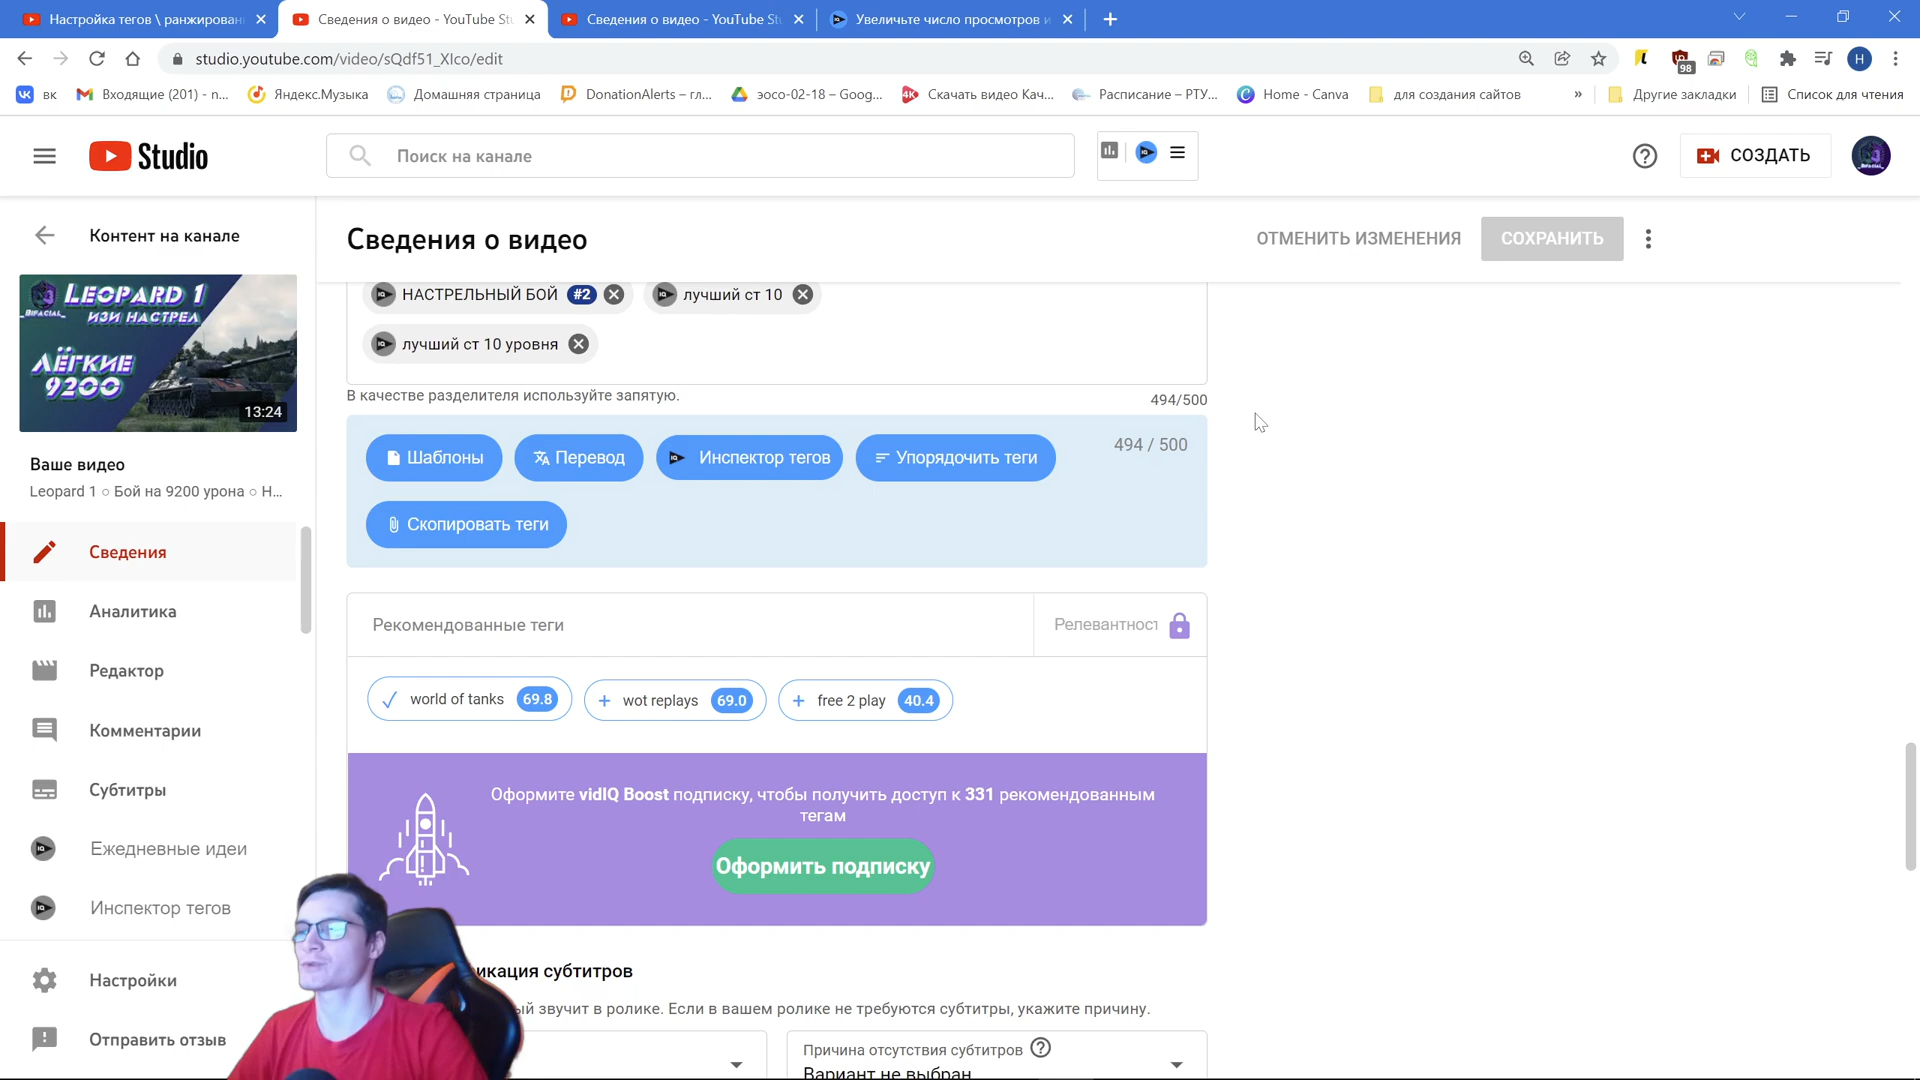 Настройка тегов \ ранжирован
Сведения о видео - YouTube Stu
Сведения о видео - YouTube Stu
Увеличьте число просмотров и
studio.youtube.com/video/sQdf51_XIco/edit
98
Н
вк
Входящие (201) - n...
Яндекс.Музыка
Домашняя страница
DonationAlerts – гл...
эосо-02-18 – Goog...
Скачать видео Кач...
Расписание – РТУ...
Home - Canva
для создания сайтов
»
Другие закладки
Список для чтения
Studio
Поиск на канале
СОЗДАТЬ
Контент на канале
Сведения о видео
ОТМЕНИТЬ ИЗМЕНЕНИЯ
СОХРАНИТЬ
LEOPARD 1
ИЗИ НАСТРЕЛ
_BIFACIAL_
ЛЁГКИЕ
9200
13:24
Ваше видео
Leopard 1 ○ Бой на 9200 урона ○ Н...
Сведения
Аналитика
Редактор
Комментарии
Субтитры
Ежедневные идеи
Инспектор тегов
Настройки
Отправить отзыв
НАСТРЕЛЬНЫЙ БОЙ #2
лучший ст 10
лучший ст 10 уровня
В качестве разделителя используйте запятую.
494/500
Шаблоны
Перевод
Инспектор тегов
Упорядочить теги
494 / 500
Скопировать теги
Рекомендованные теги
Релевантност
world of tanks 69.8
+ wot replays 69.0
+ free 2 play 40.4
Оформите vidIQ Boost подписку, чтобы получить доступ к 331 рекомендованным
тегам
Оформить подписку
икация субтитров
ый звучит в ролике. Если в вашем ролике не требуются субтитры, укажите причину.
Причина отсутствия субтитров
Вариант не выбран